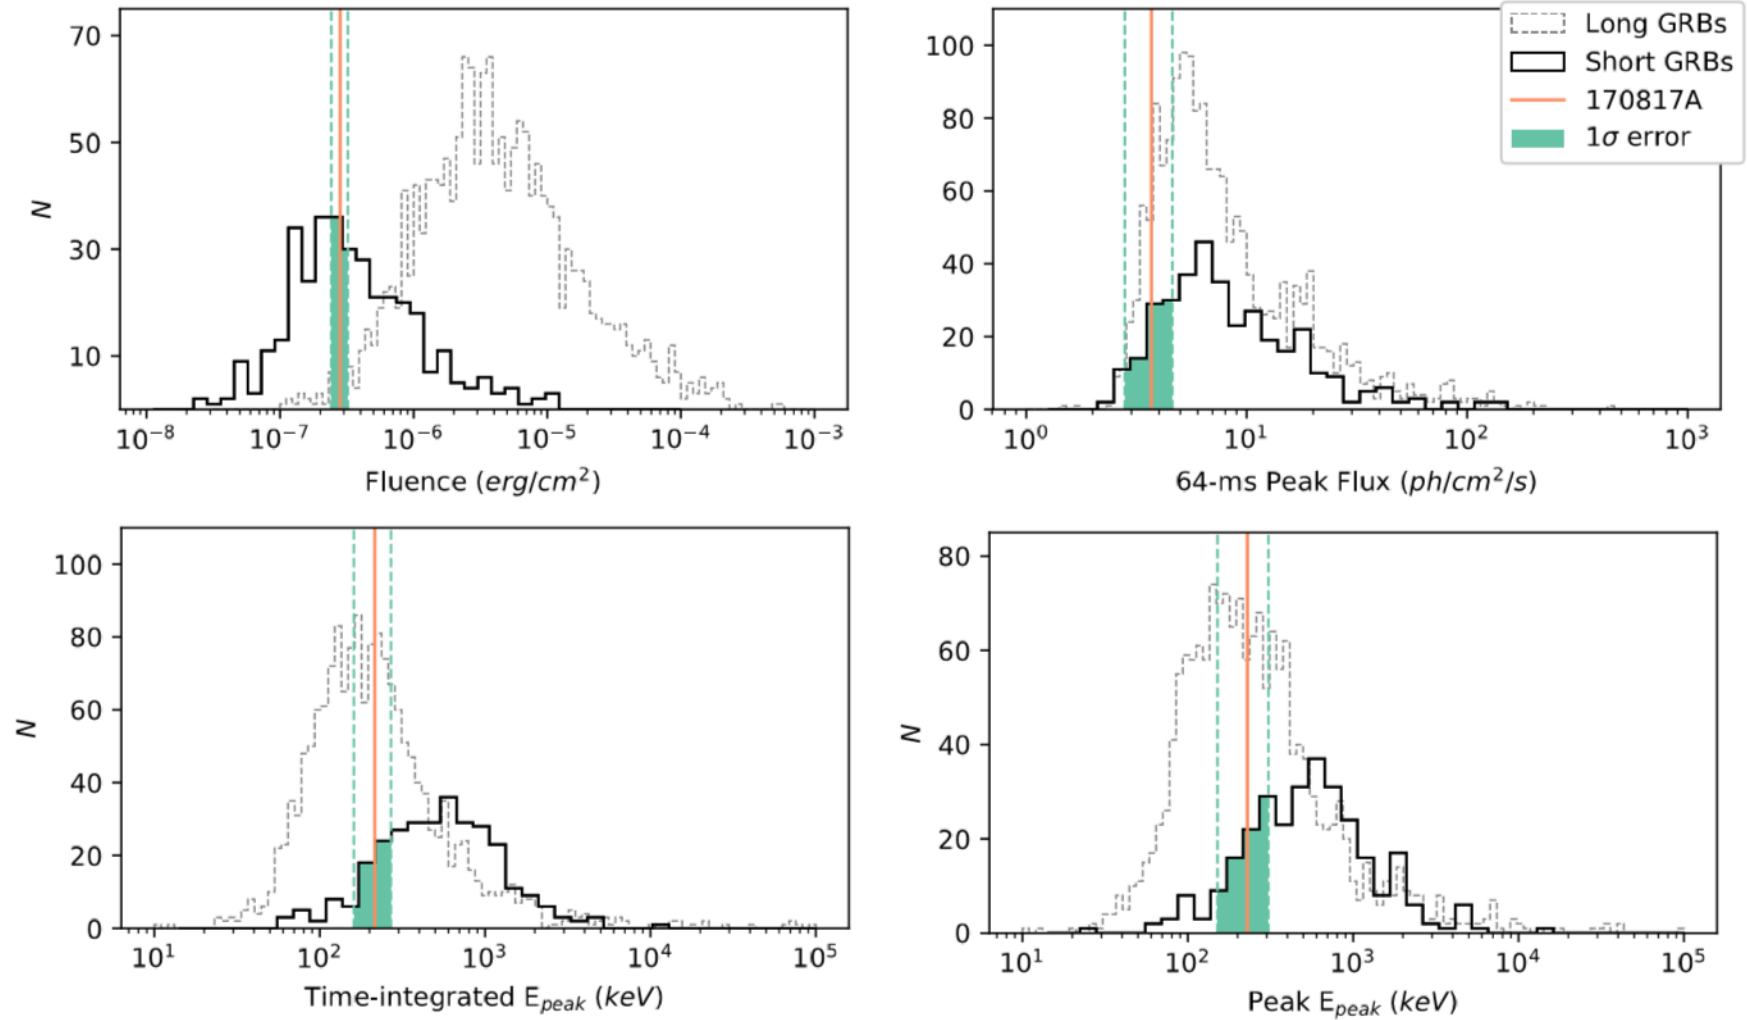 70
50
30
10
N
10⁻⁸ 10⁻⁷ 10⁻⁶ 10⁻⁵ 10⁻⁴ 10⁻³
Fluence (erg/cm²)
100
80
60
40
20
0
10⁰ 10¹ 10² 10³
64-ms Peak Flux (ph/cm²/s)
Long GRBs
Short GRBs
170817A
1σ error
100
80
60
40
20
0
N
10¹ 10² 10³ 10⁴ 10⁵
Time-integrated E_peak (keV)
80
60
40
20
0
N
10¹ 10² 10³ 10⁴ 10⁵
Peak E_peak (keV)